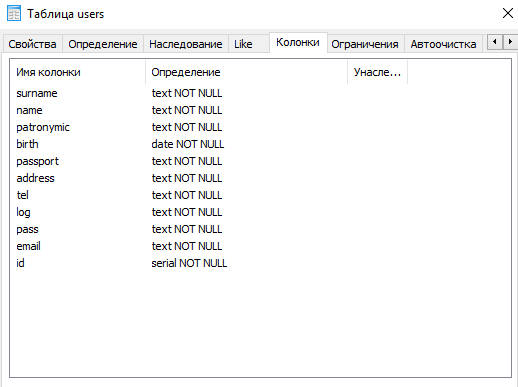 Таблица users
Свойства Определение Наследование Like Колонки Ограничения Автоочистка
Имя колонки Определение Унасле...
surname text NOT NULL
name text NOT NULL
patronymic text NOT NULL
birth date NOT NULL
passport text NOT NULL
address text NOT NULL
tel text NOT NULL
log text NOT NULL
pass text NOT NULL
email text NOT NULL
id serial NOT NULL